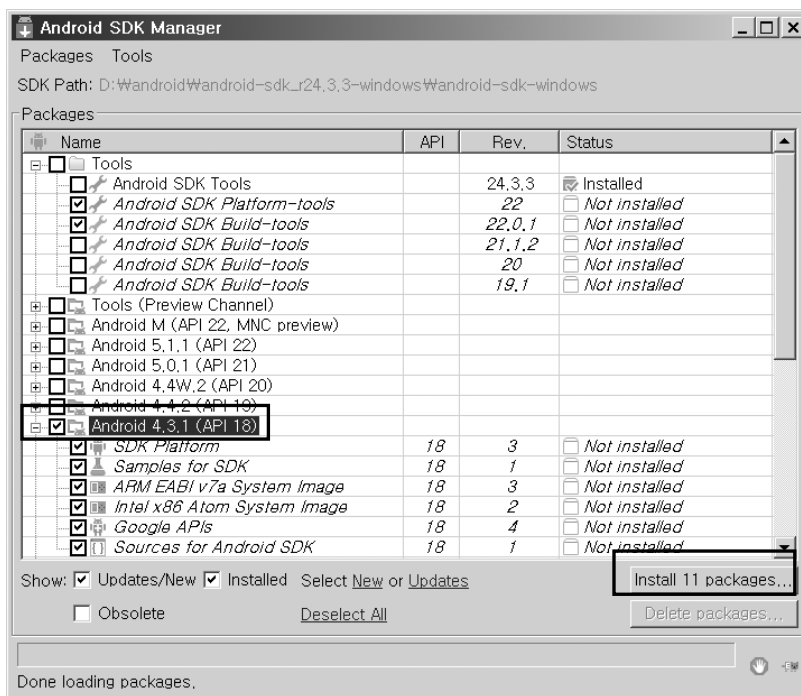 Android SDK Manager
Packages Tools
SDK Path: D:₩android₩android-sdk_r24.3.3-windows₩android-sdk-windows
Packages
Name API Rev. Status
Tools
Android SDK Tools 24.3.3 Installed
Android SDK Platform-tools 22 Not installed
Android SDK Build-tools 22.0.1 Not installed
Android SDK Build-tools 21.1.2 Not installed
Android SDK Build-tools 20 Not installed
Android SDK Build-tools 19.1 Not installed
Tools (Preview Channel)
Android M (API 22, MNC preview)
Android 5.1.1 (API 22)
Android 5.0.1 (API 21)
Android 4.4W.2 (API 20)
Android 4.4.2 (API 19)
Android 4.3.1 (API 18)
SDK Platform 18 3 Not installed
Samples for SDK 18 1 Not installed
ARM EABI v7a System Image 18 3 Not installed
Intel x86 Atom System Image 18 2 Not installed
Google APIs 18 4 Not installed
Sources for Android SDK 18 1 Not installed
Show: Updates/New Installed Select New or Updates Install 11 packages...
Obsolete Deselect All Delete packages...
Done loading packages.